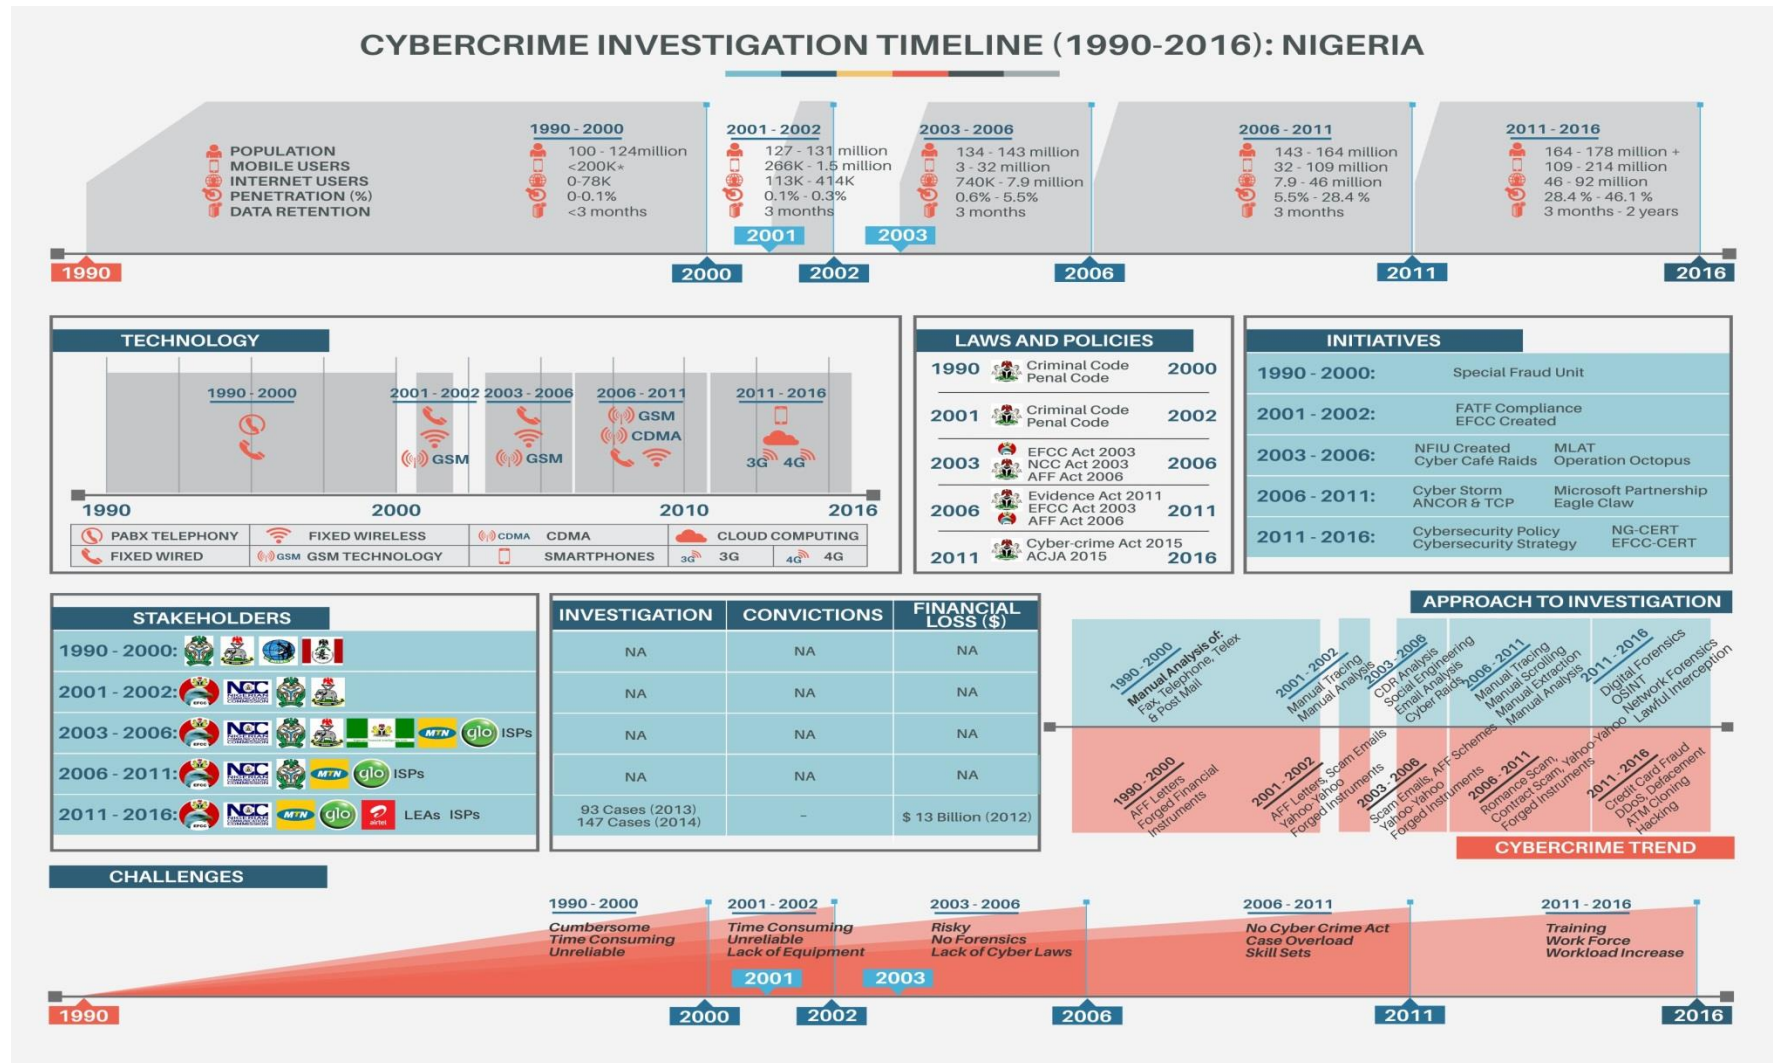 CYBERCRIME INVESTIGATION TIMELINE (1990-2016): NIGERIA
POPULATION
MOBILE USERS
INTERNET USERS
PENETRATION (%)
DATA RETENTION
1990 - 2000
100 - 124million
<200K*
0-78K
0-0.1%
<3 months
2001 - 2002
127 - 131 million
266K - 1.5 million
113K - 414K
0.1% - 0.3%
3 months
2003 - 2006
134 - 143 million
3 - 32 million
740K - 7.9 million
0.6% - 5.5%
3 months
2006 - 2011
143 - 164 million
32 - 109 million
7.9 - 46 million
5.5% - 28.4 %
3 months
2011 - 2016
164 - 178 million +
109 - 214 million
46 - 92 million
28.4 % - 46.1 %
3 months - 2 years
2001
2003
1990
2000
2002
2006
2011
2016
TECHNOLOGY
1990 - 2000
2001 - 2002
GSM
2003 - 2006
GSM
2006 - 2011
GSM
CDMA
2011 - 2016
3G 4G
1990
2000
2010
2016
PABX TELEPHONY
FIXED WIRELESS
CDMA CDMA
CLOUD COMPUTING
FIXED WIRED
GSM GSM TECHNOLOGY
SMARTPHONES
3G 3G
4G 4G
LAWS AND POLICIES
1990 Criminal Code 2000
Penal Code
2001 Criminal Code 2002
Penal Code
EFCC Act 2003
2003 NCC Act 2003 2006
AFF Act 2006
Evidence Act 2011
2006 EFCC Act 2003 2011
AFF Act 2006
Cyber-crime Act 2015
2011 ACJA 2015 2016
INITIATIVES
1990 - 2000: Special Fraud Unit
2001 - 2002: FATF Compliance
EFCC Created
2003 - 2006: NFIU Created MLAT
Cyber Café Raids Operation Octopus
2006 - 2011: Cyber Storm Microsoft Partnership
ANCOR & TCP Eagle Claw
2011 - 2016: Cybersecurity Policy NG-CERT
Cybersecurity Strategy EFCC-CERT
STAKEHOLDERS
1990 - 2000:
2001 - 2002: EFCC NCC
2003 - 2006: EFCC NCC MTN glo ISPs
2006 - 2011: EFCC NCC MTN glo ISPs
2011 - 2016: EFCC NCC MTN glo airtel LEAs ISPs
INVESTIGATION CONVICTIONS FINANCIAL LOSS ($)
NA NA NA
NA NA NA
NA NA NA
NA NA NA
93 Cases (2013)
147 Cases (2014) - $ 13 Billion (2012)
APPROACH TO INVESTIGATION
1990 - 2000
Manual Analysis of:
Fax, Telephone, Telex
& Post Mail
2001 - 2002
Manual Tracing
Manual Analysis
2003 - 2006
CDR Analysis
Social Engineering
Email Analysis
Cyber Raids
2006 - 2011
Manual Tracing
Manual Scrolling
Manual Extraction
Manual Analysis
2011 - 2016
Digital Forensics
OSINT
Network Forensics
Lawful Interception
1990 - 2000
AFF Letters
Forged Financial
Instruments
2001 - 2002
AFF Letters, Scam Emails
Yahoo-Yahoo
Forged Instruments
2003 - 2006
Scam Emails, AFF Schemes
Yahoo-Yahoo
Forged Instruments
2006 - 2011
Romance Scam,
Contract Scam, Yahoo-Yahoo
Forged Instruments
2011 - 2016
Credit Card Fraud
DDoS, Defacement
ATM Cloning
Hacking
CYBERCRIME TREND
CHALLENGES
1990 - 2000
Cumbersome
Time Consuming
Unreliable
2001 - 2002
Time Consuming
Unreliable
Lack of Equipment
2003 - 2006
Risky
No Forensics
Lack of Cyber Laws
2006 - 2011
No Cyber Crime Act
Case Overload
Skill Sets
2011 - 2016
Training
Work Force
Workload Increase
2001
2003
1990
2000
2002
2006
2011
2016